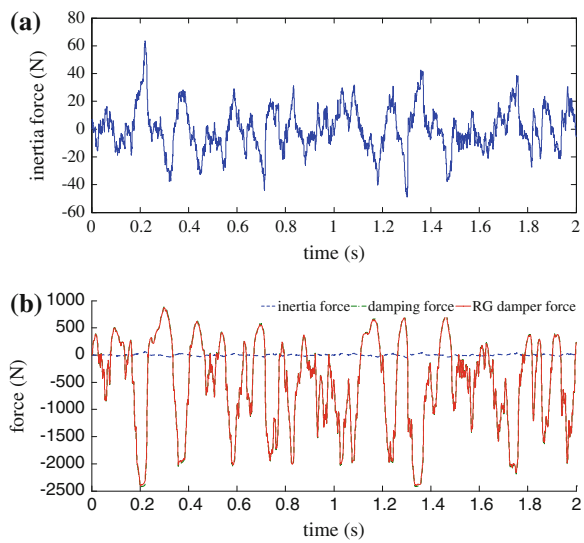 (a)
80
60
40
20
0
-20
-40
-60
inertia force (N)
0 0.2 0.4 0.6 0.8 1 1.2 1.4 1.6 1.8 2
time (s)
(b)
inertia force damping force RG damper force
1000
500
0
-500
-1000
-1500
-2000
-2500
force (N)
0 0.2 0.4 0.6 0.8 1 1.2 1.4 1.6 1.8 2
time (s)